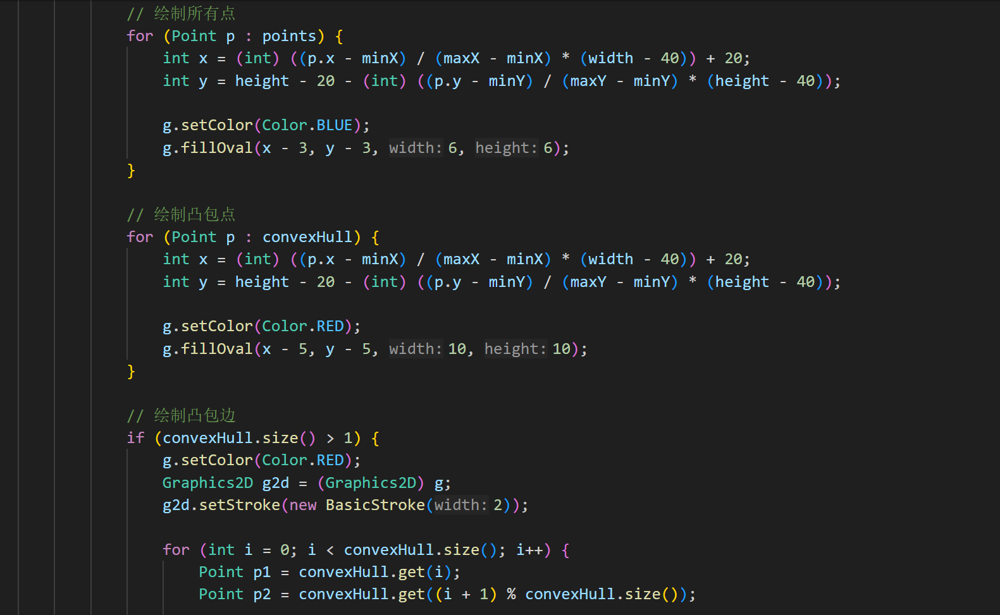 // 绘制所有点
for (Point p : points) {
int x = (int) ((p.x - minX) / (maxX - minX) * (width - 40)) + 20;
int y = height - 20 - (int) ((p.y - minY) / (maxY - minY) * (height - 40));
g.setColor(Color.BLUE);
g.fillOval(x - 3, y - 3, width: 6, height: 6);
}
// 绘制凸包点
for (Point p : convexHull) {
int x = (int) ((p.x - minX) / (maxX - minX) * (width - 40)) + 20;
int y = height - 20 - (int) ((p.y - minY) / (maxY - minY) * (height - 40));
g.setColor(Color.RED);
g.fillOval(x - 5, y - 5, width: 10, height: 10);
}
// 绘制凸包边
if (convexHull.size() > 1) {
g.setColor(Color.RED);
Graphics2D g2d = (Graphics2D) g;
g2d.setStroke(new BasicStroke(width: 2));
for (int i = 0; i < convexHull.size(); i++) {
Point p1 = convexHull.get(i);
Point p2 = convexHull.get((i + 1) % convexHull.size());